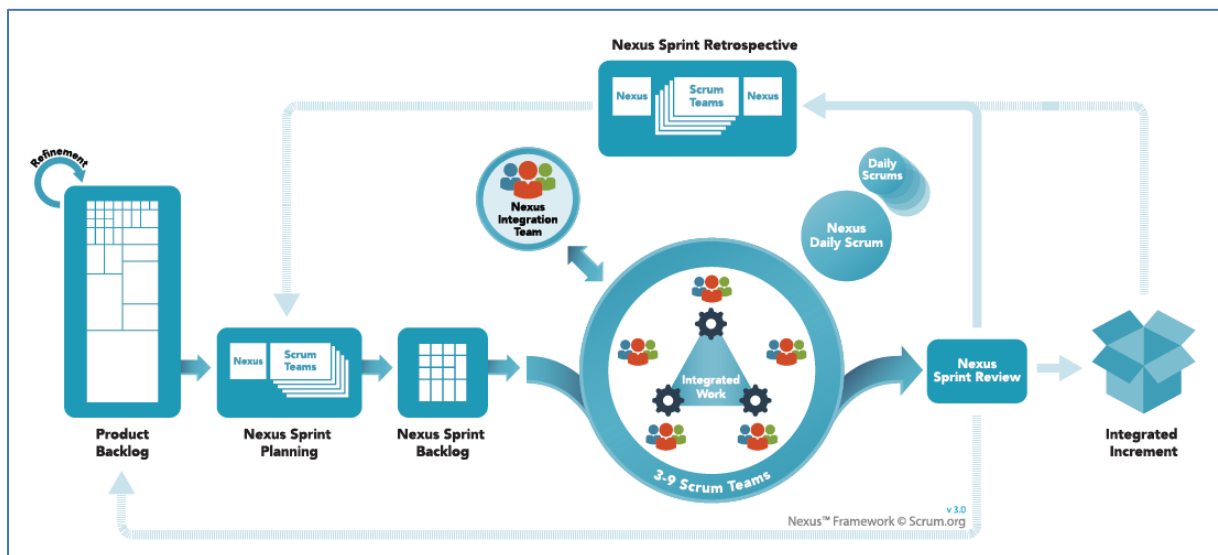 Nexus Sprint Retrospective
Nexus
Scrum
Teams
Nexus
Refinement
Daily
Scrums
Nexus
Integration
Team
Nexus
Daily Scrum
Nexus
Scrum
Teams
Integrated
Work
Nexus
Sprint Review
Product
Backlog
Nexus Sprint
Planning
Nexus Sprint
Backlog
3-9 Scrum Teams
Integrated
Increment
v 3.0
Nexus™ Framework © Scrum.org